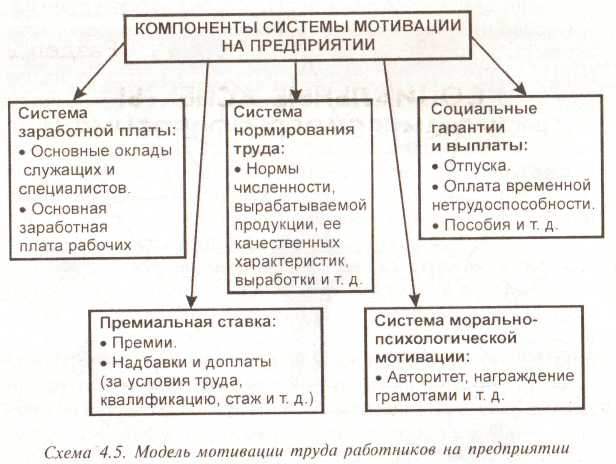 КОМПОНЕНТЫ СИСТЕМЫ МОТИВАЦИИ
НА ПРЕДПРИЯТИИ
Система
заработной платы:
• Основные оклады
служащих и
специалистов.
• Основная
заработная
плата рабочих
Система
нормирования
труда:
• Нормы
численности,
вырабатываемой
продукции, ее
качественных
характеристик,
выработки и т. д.
Социальные
гарантии
и выплаты:
• Отпуска.
• Оплата временной
нетрудоспособности.
• Пособия и т. д.
Премиальная ставка:
• Премии.
• Надбавки и доплаты
(за условия труда,
квалификацию, стаж и т. д.)
Система морально-
психологической
мотивации:
• Авторитет, награждение
грамотами и т. д.
Схема 4.5. Модель мотивации труда работников на предприятии